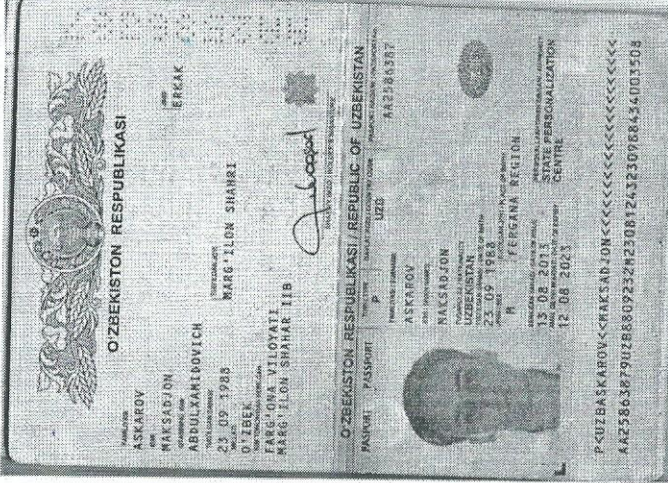 O'ZBEKISTON RESPUBLIKASI
ASKAROV
MAKSADJON
ABDULXAMIDOVICH
23 09 1988
MARG'ILON SHAHRI
ERKAK
O'ZBEK
FARG'ONA VILOYATI
MARG'ILON SHAHAR IIB
O'ZBEKISTON RESPUBLIKASI / REPUBLIC OF UZBEKISTAN
PASPORT PASSPORT
P
UZB
AA2586387
ASKAROV
MAKSADJON
UZBEKISTAN
23 09 1988
M
FERGANA REGION
13 08 2013
STATE PERSONALIZATION
CENTRE
12 08 2023
P<UZBASKAROV<<MAKSADJON<<<<<<<<<<<<<<<<<<<<<
AA25863879UZB8809232M23081243230968434003508